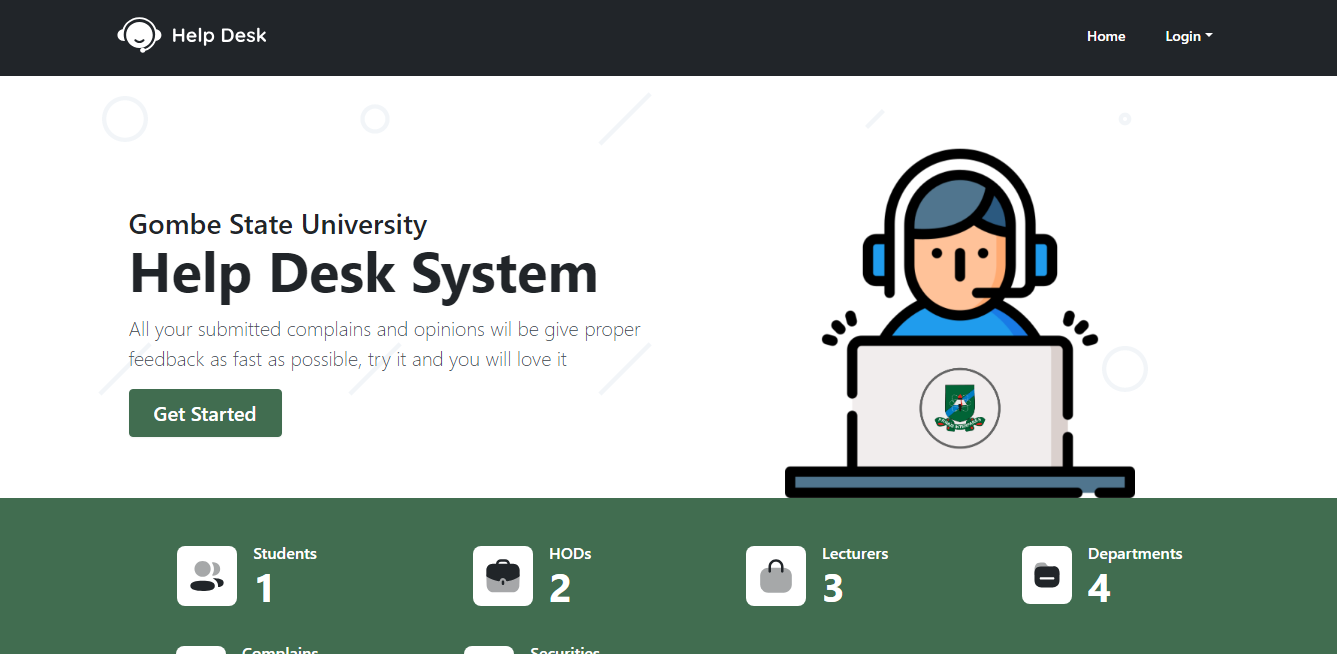 Help Desk
Home
Login
Gombe State University
Help Desk System
All your submitted complains and opinions wil be give proper
feedback as fast as possible, try it and you will love it
Get Started
Students
1
HODs
2
Lecturers
3
Departments
4
Complains
Securities